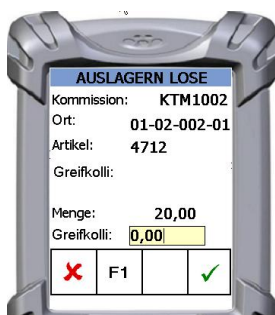 AUSLAGERN LOSE
Kommission: KTM1002
Ort: 01-02-002-01
Artikel: 4712
Greifkolli:
Menge: 20,00
Greifkolli: 0,00
F1